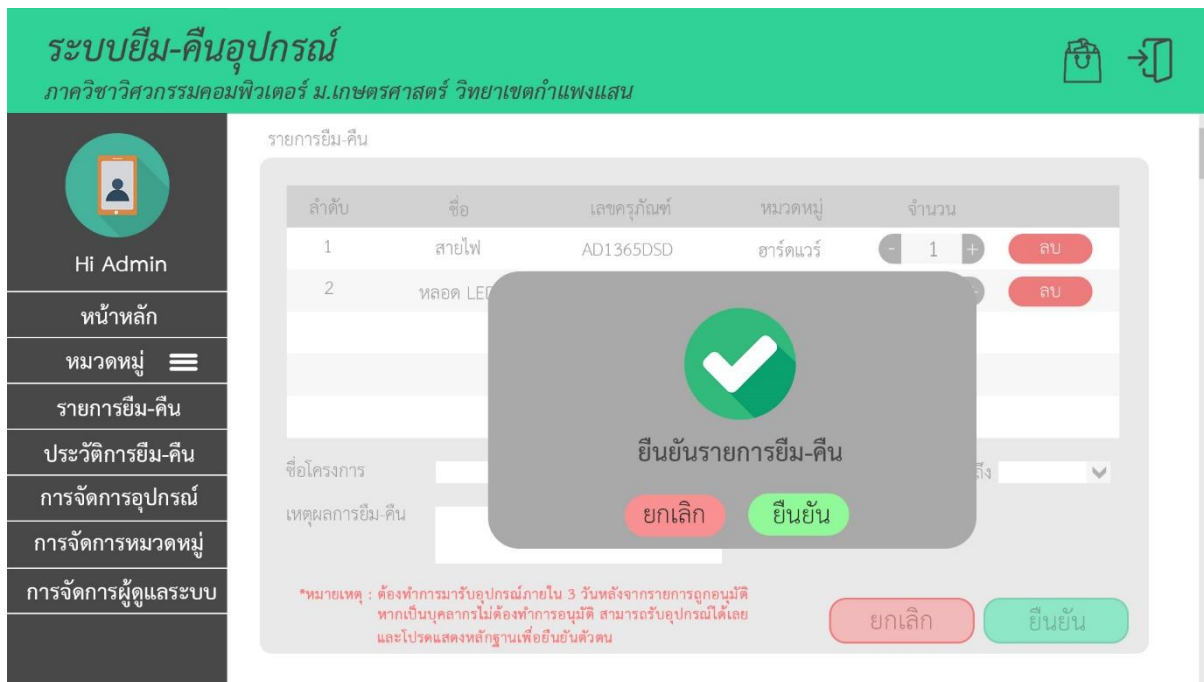 ระบบยืม-คืนอุปกรณ์
ภาควิชาวิศวกรรมคอมพิวเตอร์ ม.เกษตรศาสตร์ วิทยาเขตกำแพงแสน
Hi Admin
หน้าหลัก
หมวดหมู่
รายการยืม-คืน
ประวัติการยืม-คืน
การจัดการอุปกรณ์
การจัดการหมวดหมู่
การจัดการผู้ดูแลระบบ
รายการยืม-คืน
ลำดับ ชื่อ เลขครุภัณฑ์ หมวดหมู่ จำนวน
1 สายไฟ AD1365DSD ฮาร์ดแวร์ - 1 + ลบ
2 หลอด LED ลบ
ชื่อโครงการ ถึง
เหตุผลการยืม-คืน
ยืนยันรายการยืม-คืน
ยกเลิก ยืนยัน
*หมายเหตุ : ต้องทำการมารับอุปกรณ์ภายใน 3 วันหลังจากรายการถูกอนุมัติ
หากเป็นบุคลากรไม่ต้องทำการอนุมัติ สามารถรับอุปกรณ์ได้เลย
และโปรดแสดงหลักฐานเพื่อยืนยันตัวตน
ยกเลิก ยืนยัน